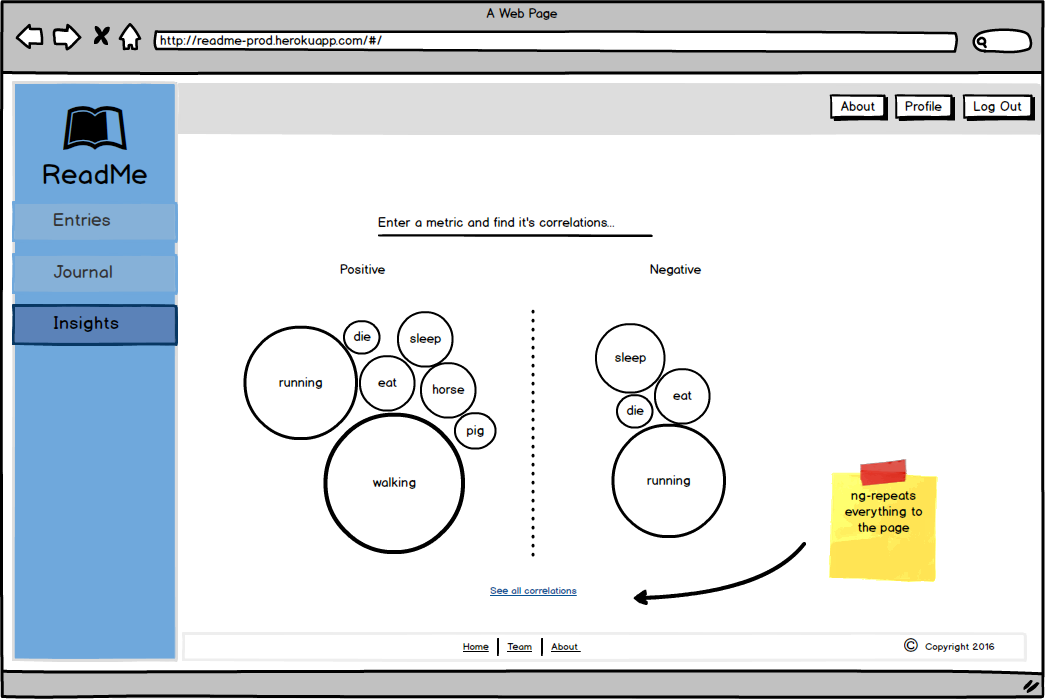 A Web Page
http://readme-prod.herokuapp.com/#/
About
Profile
Log Out
ReadMe
Entries
Journal
Insights
Enter a metric and find it's correlations...
Positive
Negative
die
sleep
running
eat
horse
pig
walking
sleep
eat
die
running
ng-repeats
everything to
the page
See all correlations
Home
Team
About
© Copyright 2016